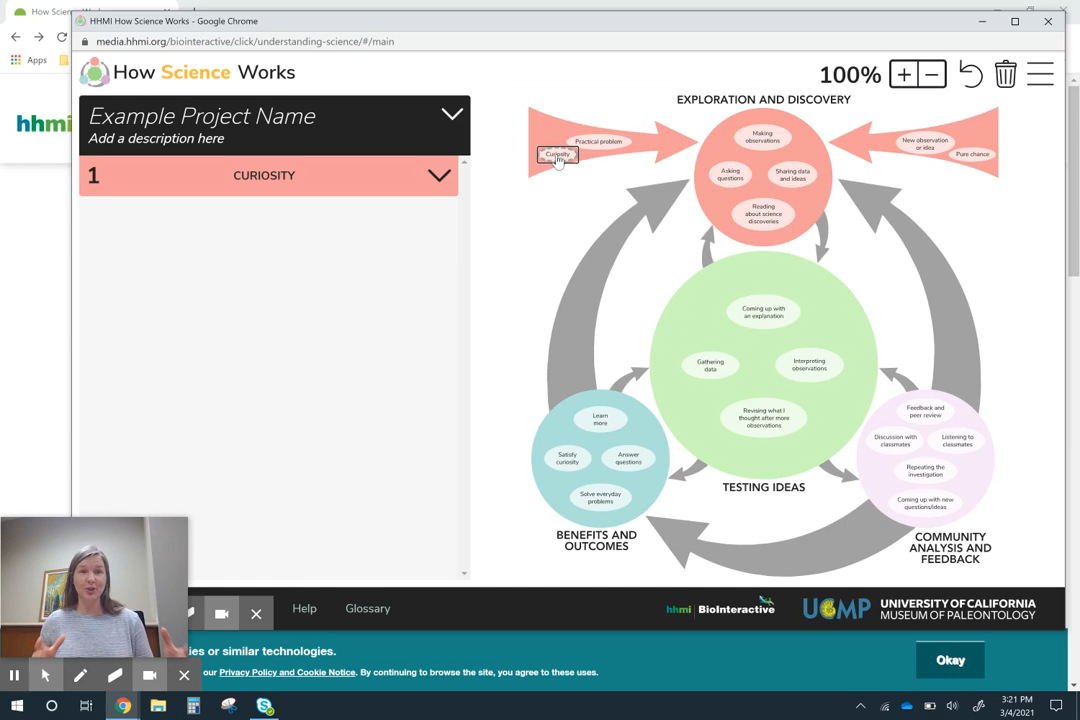 How Scien
HHMI How Science Works - Google Chrome
media.hhmi.org/biointeractive/click/understanding-science/#/main
Apps
hhmi
How Science Works
100%
Example Project Name
Add a description here
1 CURIOSITY
EXPLORATION AND DISCOVERY
Practical problem
Curiosity
Making
observations
Asking
questions
Sharing data
and ideas
Reading
about science
discoveries
New observation
or idea
Pure chance
Coming up with
an explanation
Gathering
data
Interpreting
observations
Revising what I
thought after more
observations
TESTING IDEAS
Learn
more
Satisfy
curiosity
Answer
questions
Solve everyday
problems
BENEFITS AND
OUTCOMES
Feedback and
peer review
Discussion with
classmates
Listening to
classmates
Repeating the
investigation
Coming up with new
questions/ideas
COMMUNITY
ANALYSIS AND
FEEDBACK
Help
Glossary
hhmi BioInteractive
UCMP UNIVERSITY OF CALIFORNIA
MUSEUM OF PALEONTOLOGY
ies or similar technologies.
our Privacy Policy and Cookie Notice. By continuing to browse the site, you agree to these uses.
Okay
3:21 PM
3/4/2021